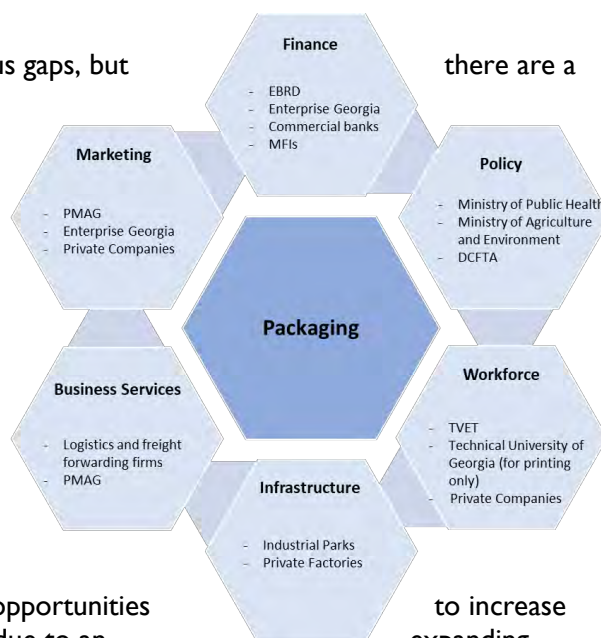 us gaps, but
there are a
Finance
- EBRD
- Enterprise Georgia
- Commercial banks
- MFIs
Marketing
- PMAG
- Enterprise Georgia
- Private Companies
Policy
- Ministry of Public Health
- Ministry of Agriculture
and Environment
- DCFTA
Packaging
Business Services
- Logistics and freight
forwarding firms
- PMAG
Workforce
- TVET
- Technical University of
Georgia (for printing
only)
- Private Companies
Infrastructure
- Industrial Parks
- Private Factories
opportunities
to increase
due to an
expanding